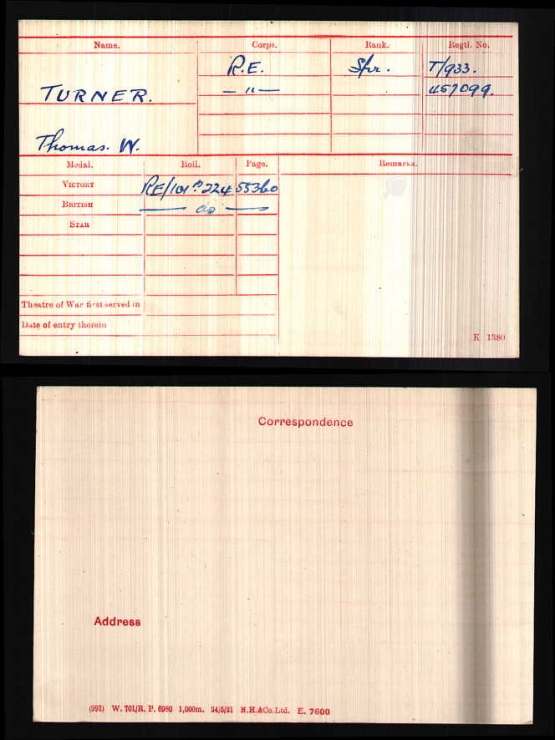 Name. Corps. Rank. Regtl. No.
R.E. Spr. T/933.
TURNER. — " — 457099.
Thomas. W.
Medal. Roll. Page. Remarks.
VICTORY RE/101 B224 5536o
BRITISH — do —
STAR
Theatre of War first served in
Date of entry therein
K 1380
Correspondence
Address
(991) W. 701/R. P. 6980 1,000m. 24/5/21 N.H.&Co.Ltd. E. 7600